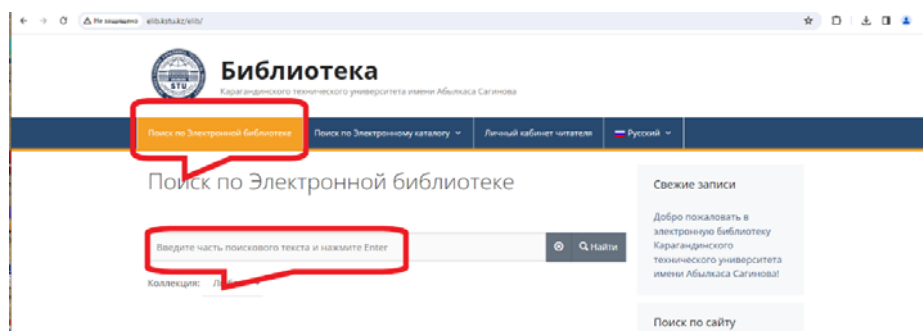 Не защищено elib.kstu.kz/elib/
STU
Библиотека
Карагандинского технического университета имени Абылкаса Сагинова
Поиск по Электронной библиотеке
Поиск по Электронному каталогу
Личный кабинет читателя
Русский
Поиск по Электронной библиотеке
Введите часть поискового текста и нажмите Enter
Найти
Коллекция:
Свежие записи
Добро пожаловать в
электронную библиотеку
Карагандинского
технического университета
имени Абылкаса Сагинова!
Поиск по сайту